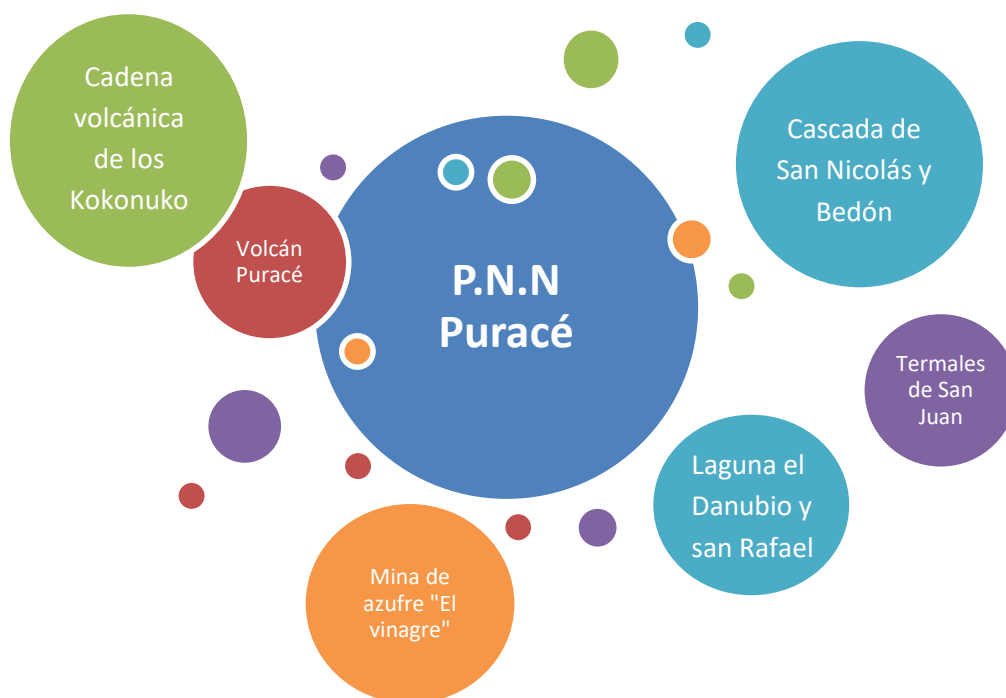 Cadena
volcánica
de los
Kokonuko
Volcán
Puracé
P.N.N
Puracé
Cascada de
San Nicolás y
Bedón
Termales
de San
Juan
Laguna el
Danubio y
san Rafael
Mina de
azufre "El
vinagre"